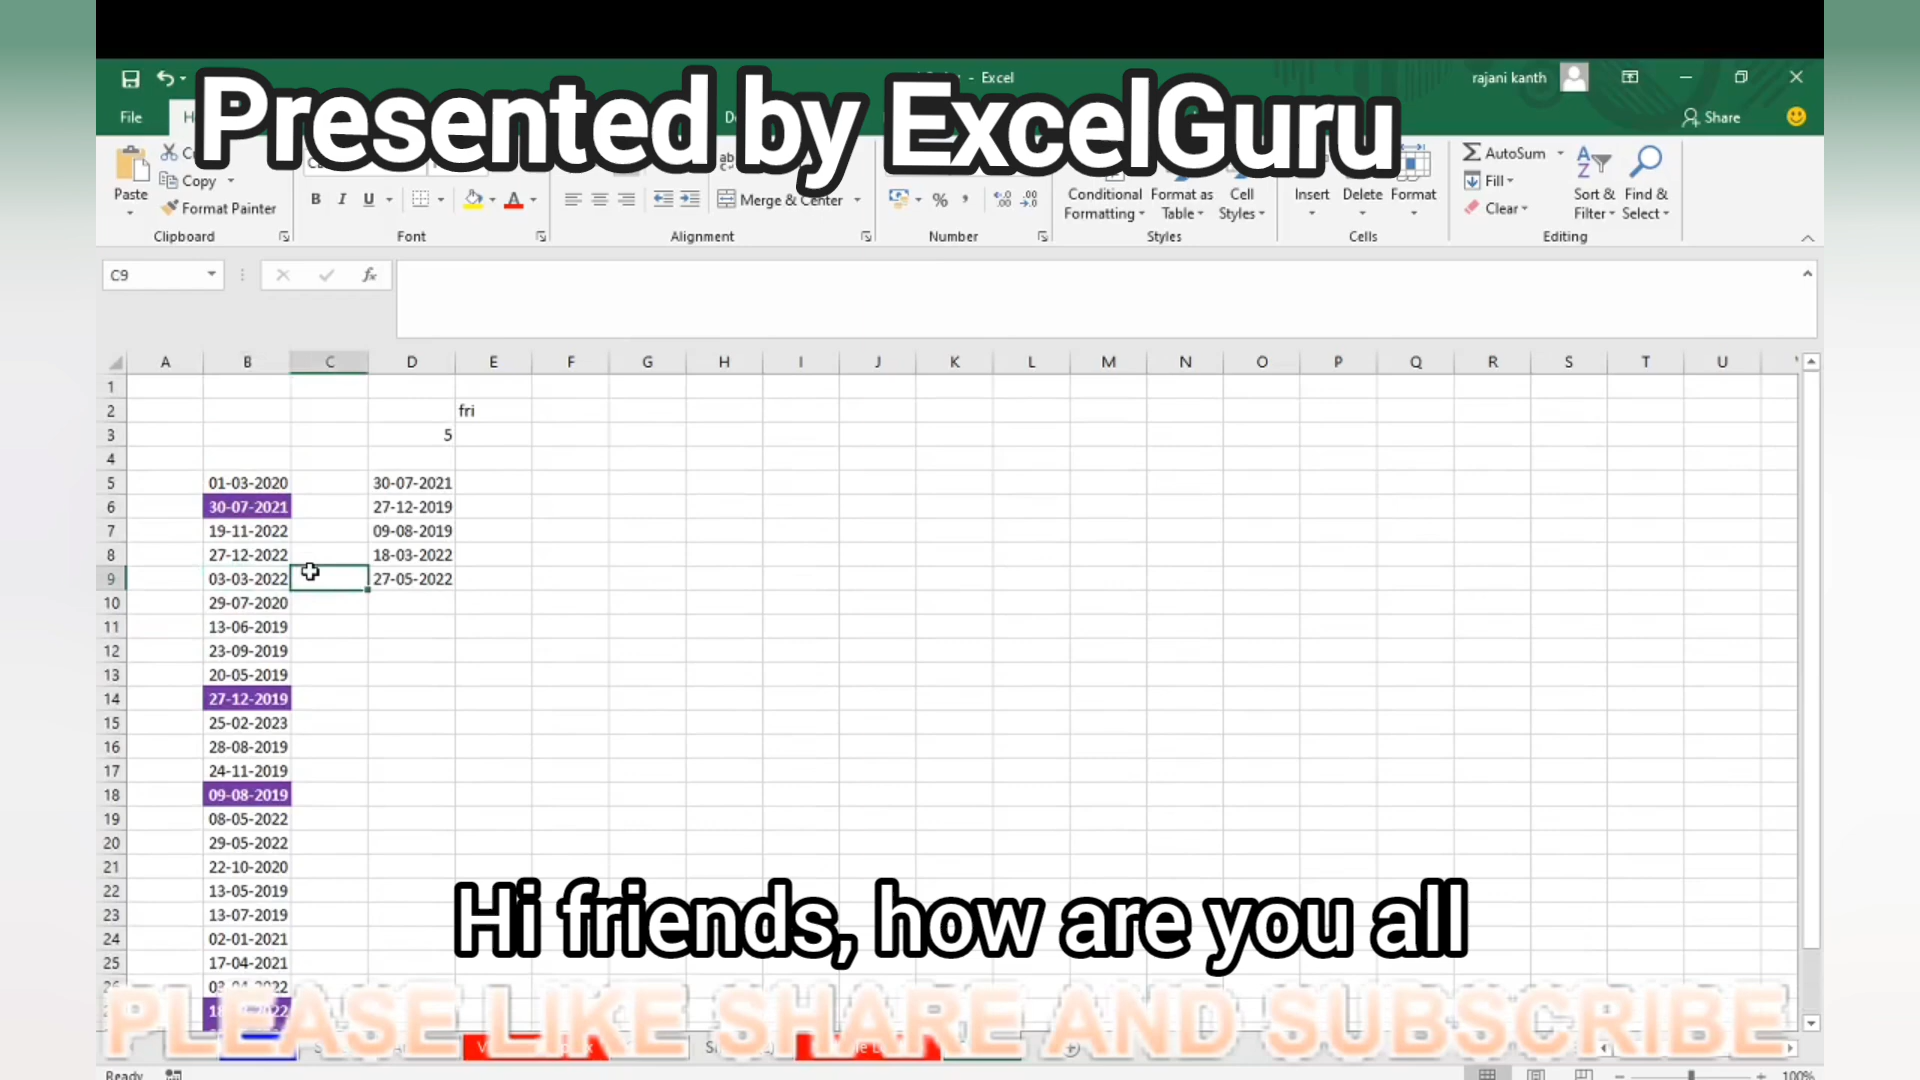 - Excel
rajani kanth
Presented by ExcelGuru
File
Share
Paste
Copy
Format Painter
B I U
Merge & Center
%
Conditional Formatting
Format as Table
Cell Styles
Insert
Delete
Format
AutoSum
Fill
Clear
Sort & Filter
Find & Select
Clipboard
Font
Alignment
Number
Styles
Cells
Editing
C9
fx
A B C D E F G H I J K L M N O P Q R S T U
1
2 fri
3 5
4
5 01-03-2020 30-07-2021
6 30-07-2021 27-12-2019
7 19-11-2022 09-08-2019
8 27-12-2022 18-03-2022
9 03-03-2022 27-05-2022
10 29-07-2020
11 13-06-2019
12 23-09-2019
13 20-05-2019
14 27-12-2019
15 25-02-2023
16 28-08-2019
17 24-11-2019
18 09-08-2019
19 08-05-2022
20 29-05-2022
21 22-10-2020
22 13-05-2019
23 13-07-2019
24 02-01-2021
25 17-04-2021
Hi friends, how are you all
PLEASE LIKE SHARE AND SUBSCRIBE
Ready
100%